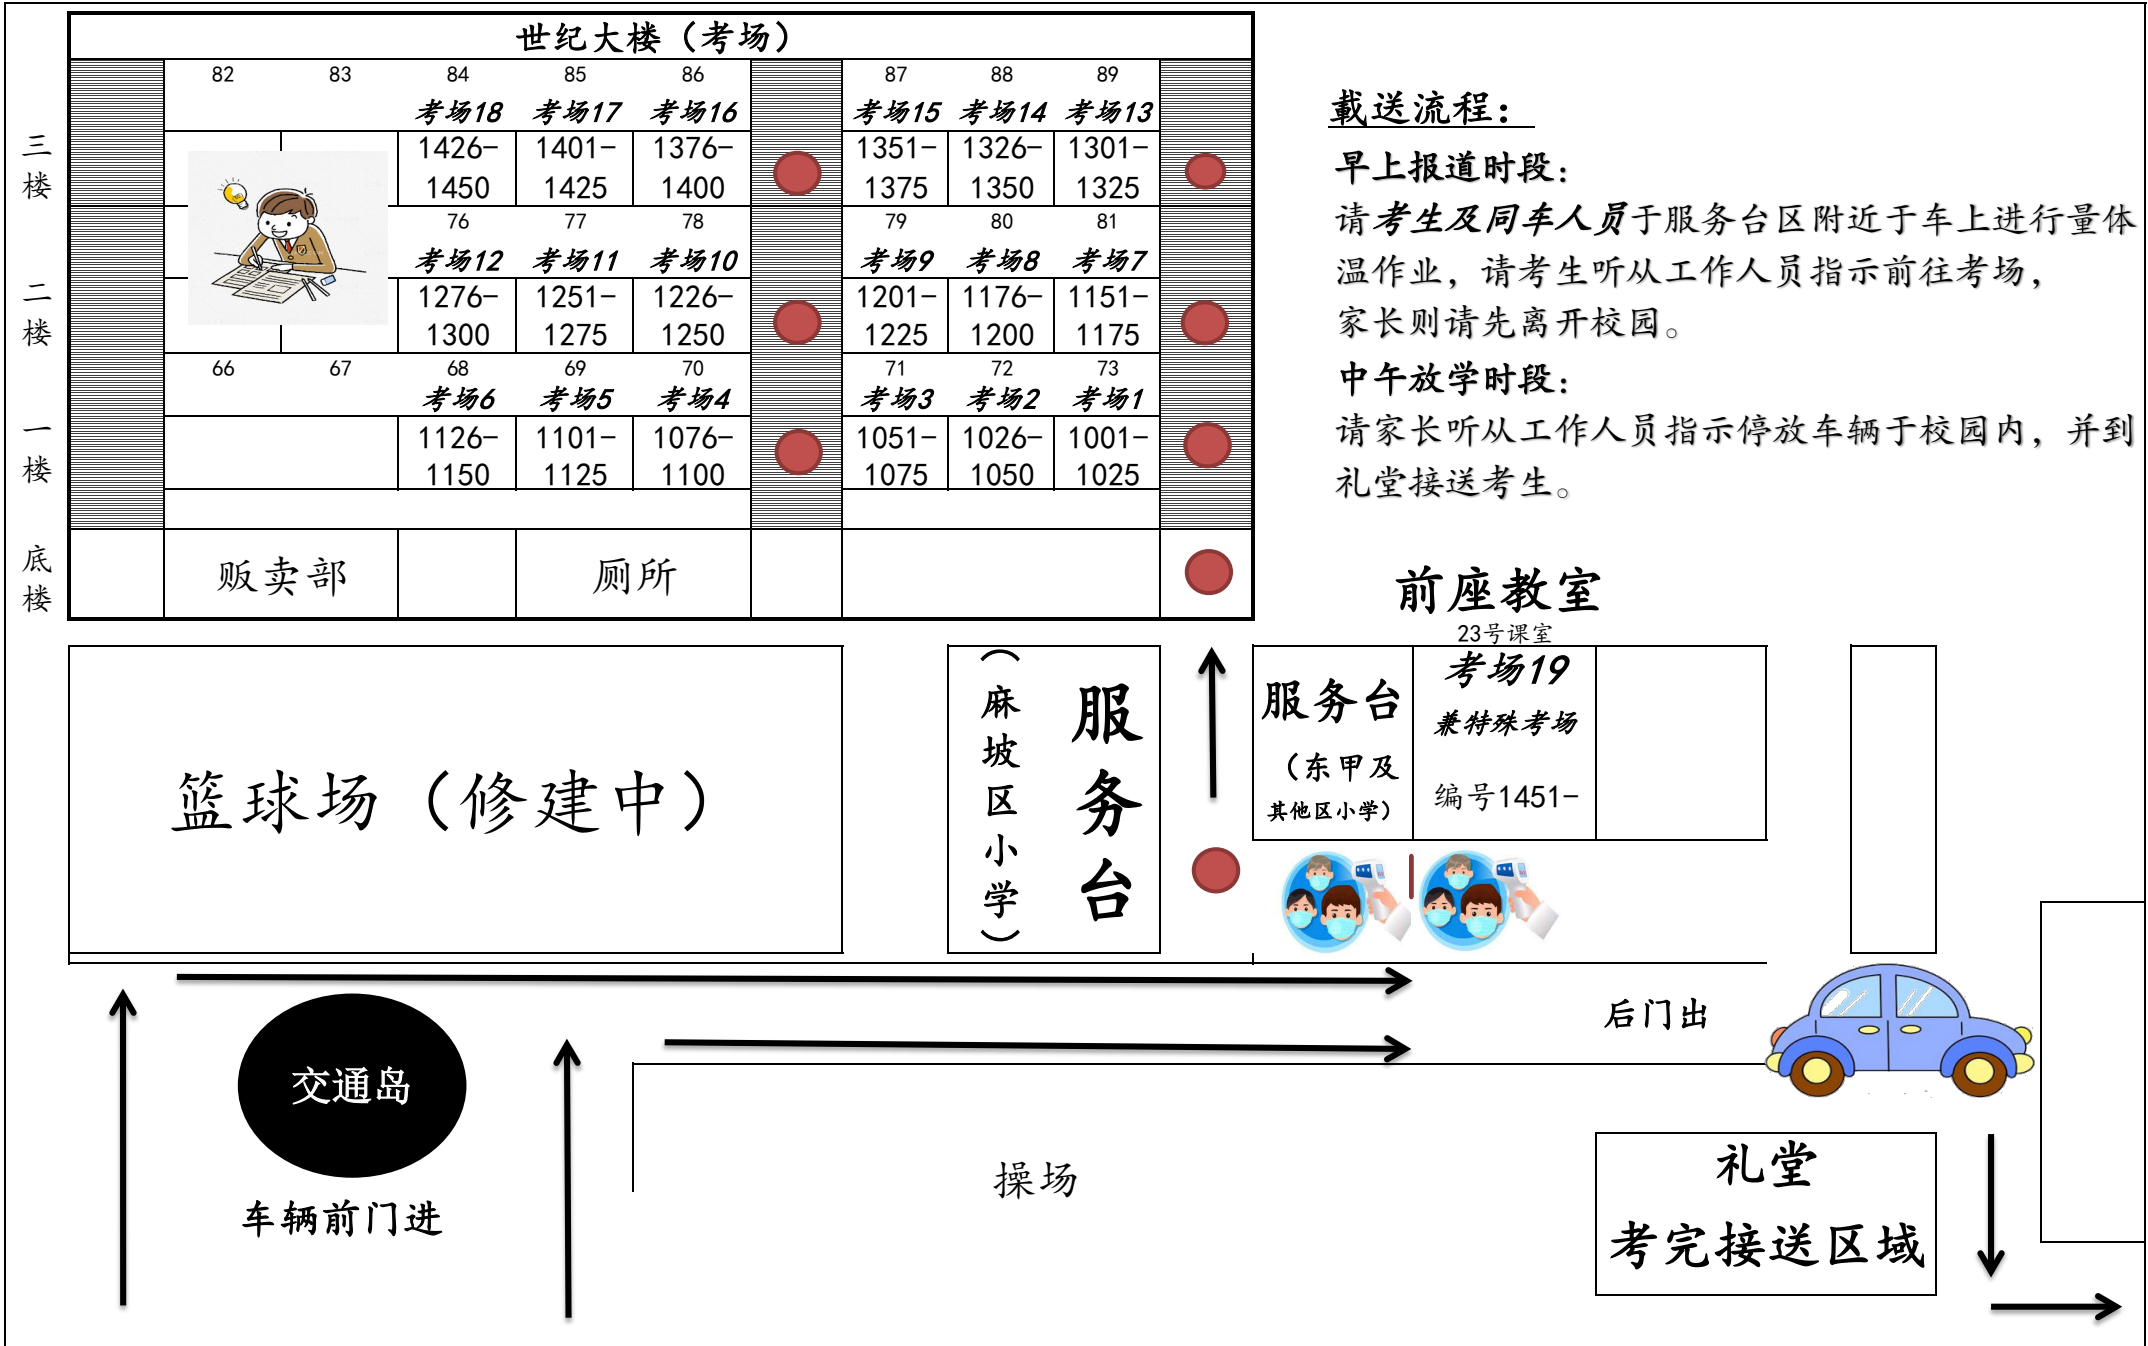 世纪大楼（考场）
82 83 84 85 86 87 88 89
考场18 考场17 考场16 考场15 考场14 考场13
三楼
1426- 1401- 1376- 1351- 1326- 1301-
1450 1425 1400 1375 1350 1325
76 77 78 79 80 81
考场12 考场11 考场10 考场9 考场8 考场7
二楼
1276- 1251- 1226- 1201- 1176- 1151-
1300 1275 1250 1225 1200 1175
66 67 68 69 70 71 72 73
考场6 考场5 考场4 考场3 考场2 考场1
一楼
1126- 1101- 1076- 1051- 1026- 1001-
1150 1125 1100 1075 1050 1025
底楼
贩卖部 厕所
載送流程：
早上报道时段：
请考生及同车人员于服务台区附近于车上进行量体
温作业，请考生听从工作人员指示前往考场，
家长则请先离开校园。
中午放学时段：
请家长听从工作人员指示停放车辆于校园内，并到
礼堂接送考生。
前座教室
23号课室
篮球场（修建中）
服务台
（麻坡区小学）
服务台
（东甲及
其他区小学）
考场19
兼特殊考场
编号1451-
后门出
交通岛
车辆前门进
操场
礼堂
考完接送区域